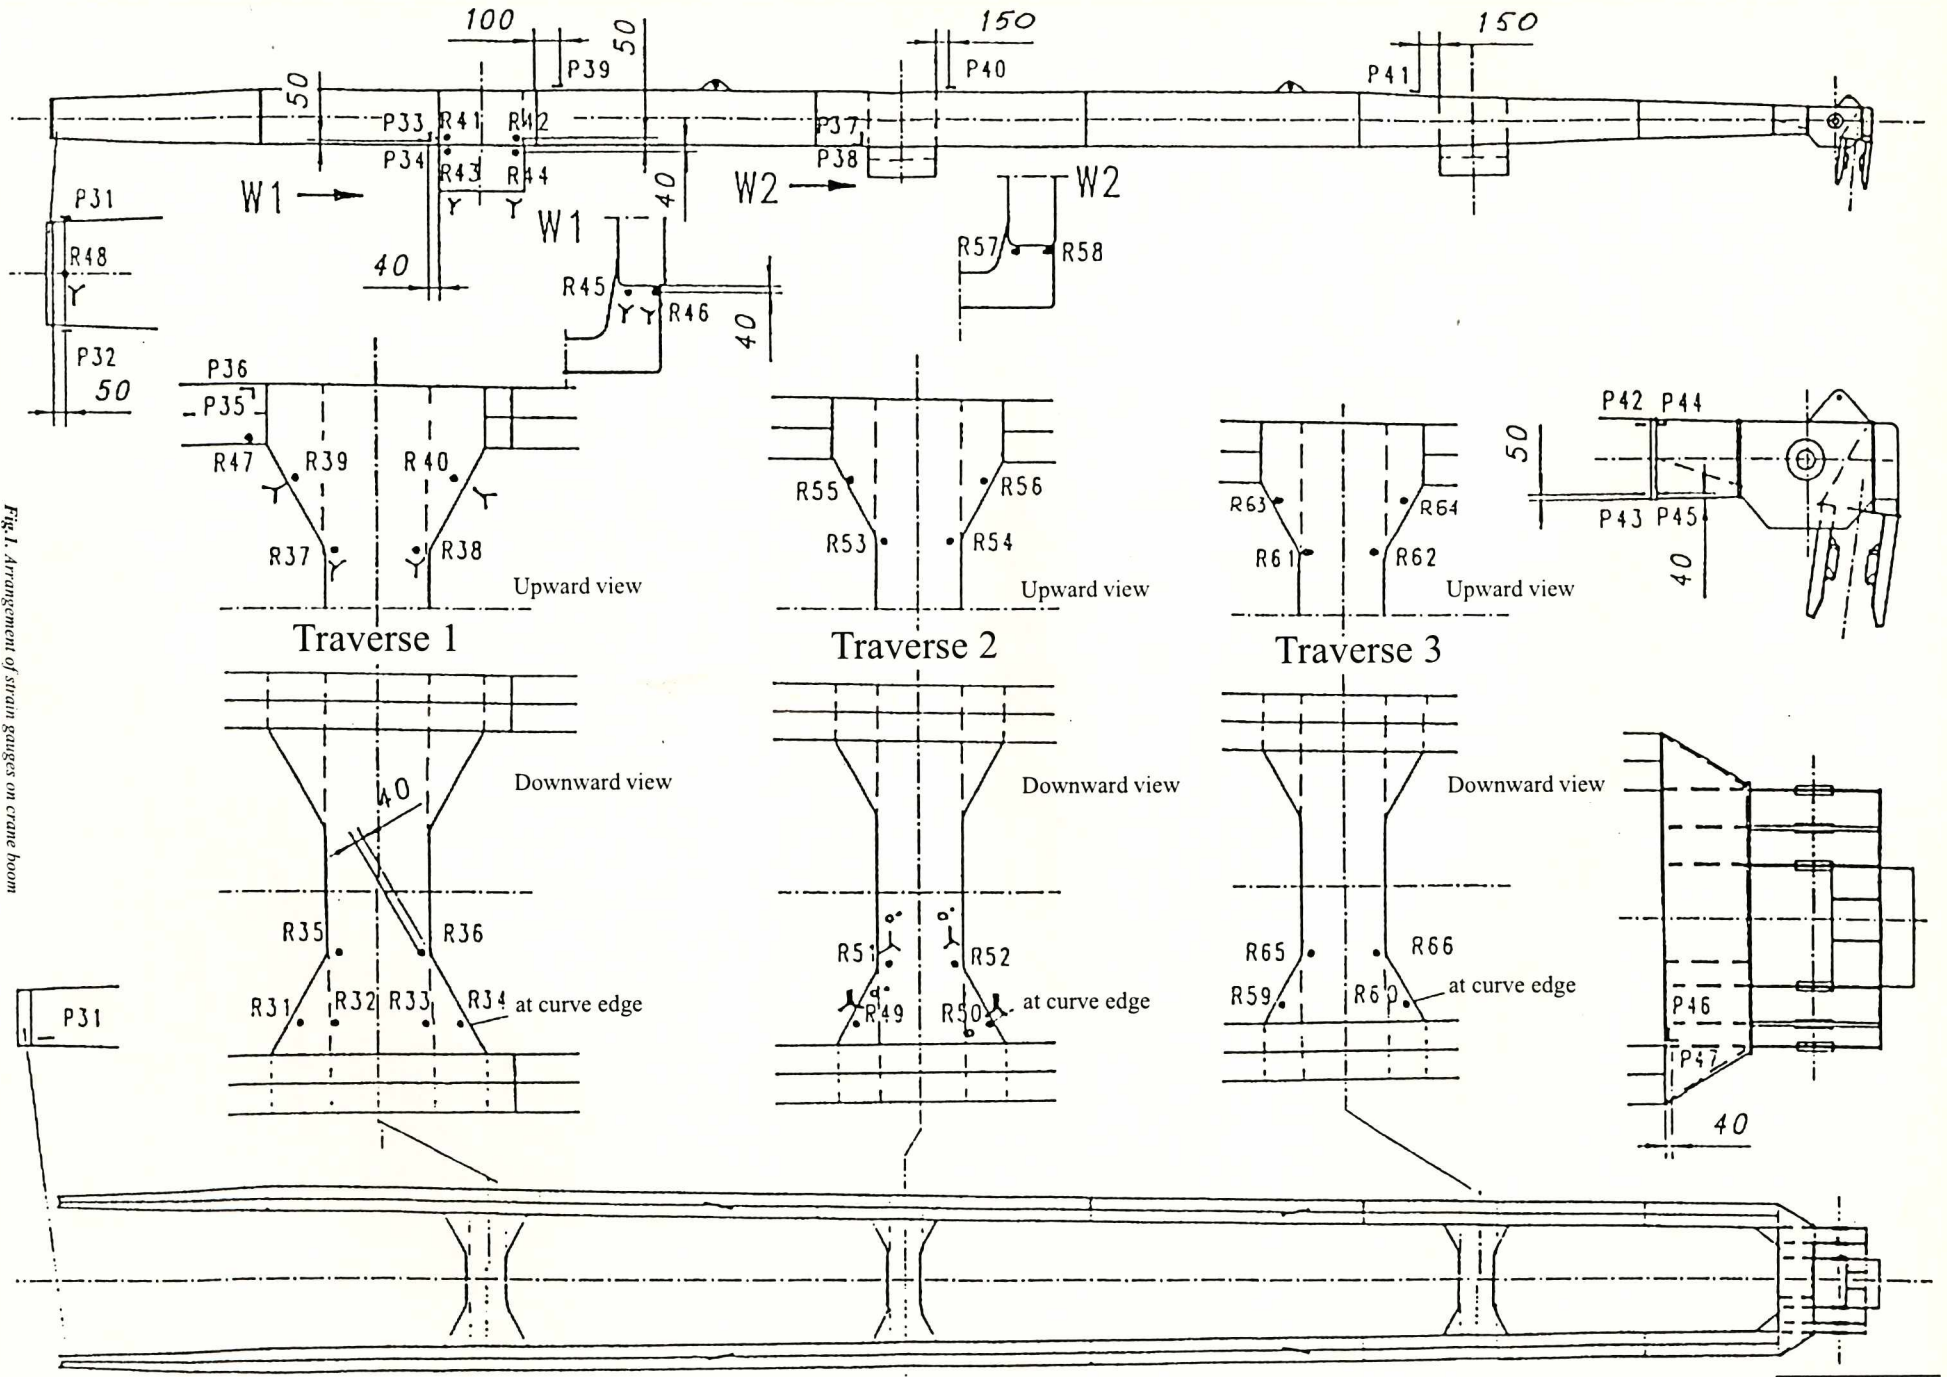 100
50
150
150
P39
P40
P41
50
P33
R41
R42
P37
P34
P38
R43
R44
W1
40
W2
W2
P31
W1
R57
R58
R48
40
R45
R46
40
P32
50
P36
P35
R47
R39
R40
R37
R38
Upward view
R55
R56
R53
R54
Upward view
R63
R64
R61
R62
Upward view
P42
P44
50
P43
P45
40
Traverse 1
Traverse 2
Traverse 3
Downward view
40
Downward view
Downward view
R35
R36
R31
R32
R33
R34
at curve edge
R51
R52
R49
R50
at curve edge
R65
R66
R59
R60
at curve edge
P46
P47
40
P31
Fig.1. Arrangement of strain gauges on crane boom